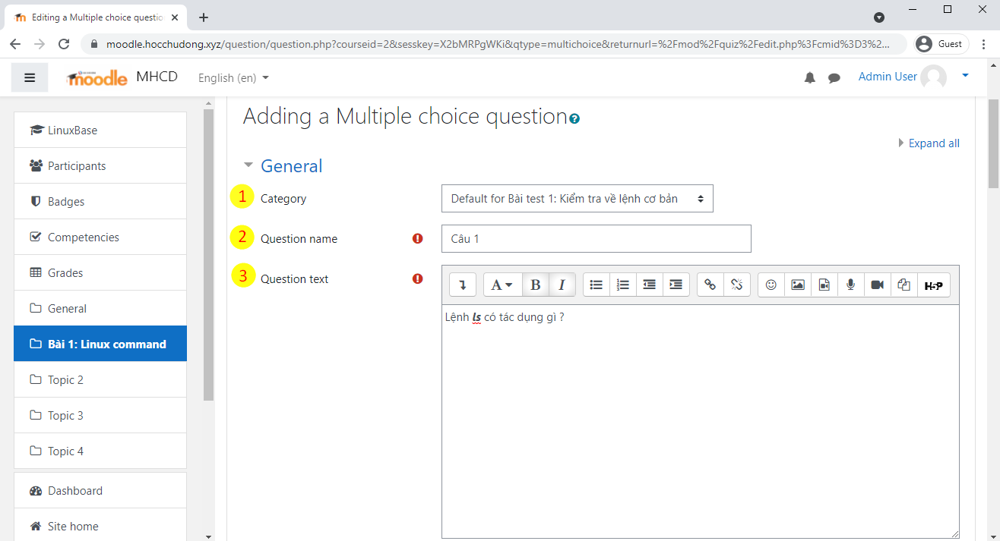 Editing a Multiple choice questio
moodle.hocchudong.xyz/question/question.php?courseid=2&sesskey=X2bMRPgWKi&qtype=multichoice&returnurl=%2Fmod%2Fquiz%2Fedit.php%3Fcmid%3D3%2...
Guest
moodle MHCD English (en) Admin User
LinuxBase
Participants
Badges
Competencies
Grades
General
Bài 1: Linux command
Topic 2
Topic 3
Topic 4
Dashboard
Site home
Adding a Multiple choice question
Expand all
General
1 Category Default for Bài test 1: Kiểm tra về lệnh cơ bản
2 Question name Câu 1
3 Question text
A B I H5P
Lệnh ls có tác dụng gì ?